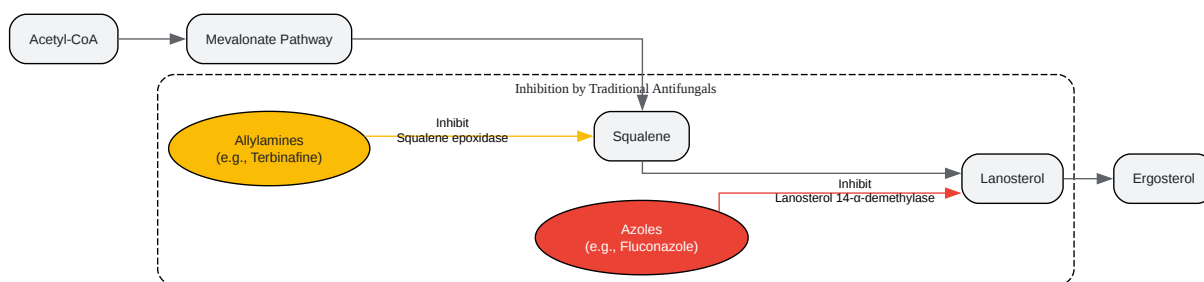 Acetyl-CoA
Mevalonate Pathway
Inhibition by Traditional Antifungals
Allylamines
(e.g., Terbinafine)
Inhibit
Squalene epoxidase
Squalene
Lanosterol
Ergosterol
Inhibit
Lanosterol 14-α-demethylase
Azoles
(e.g., Fluconazole)